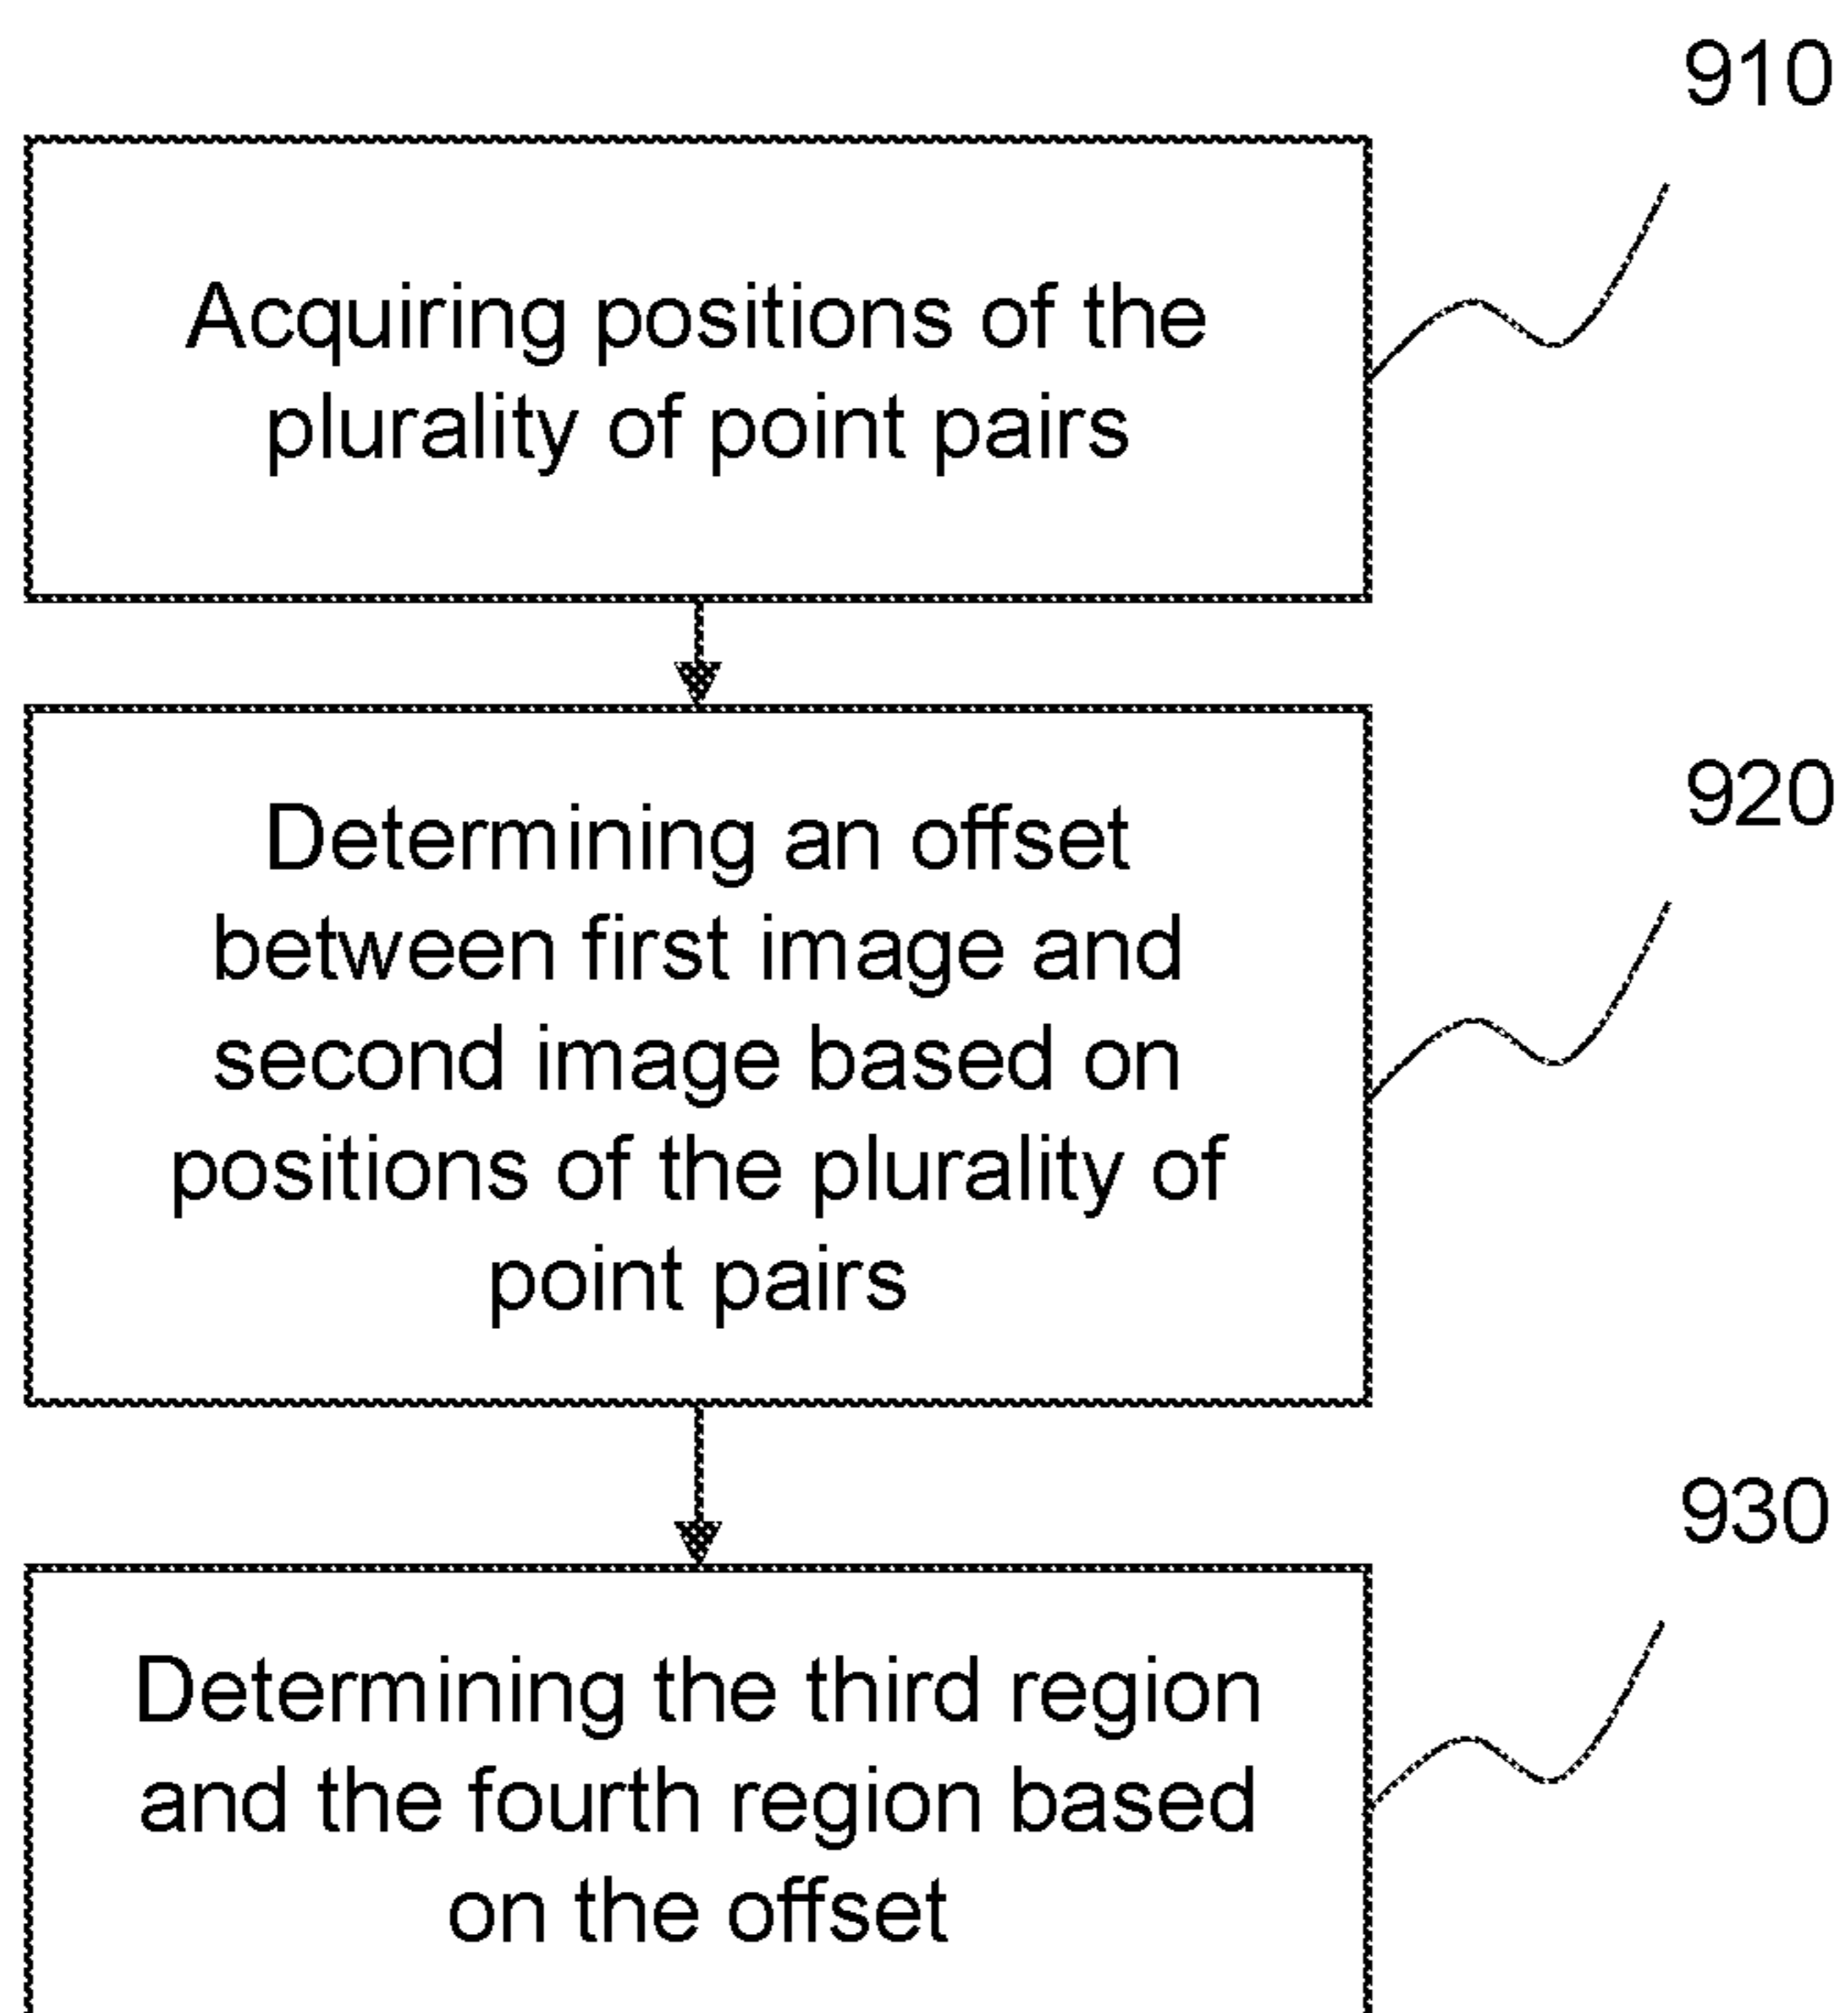 910
Acquiring positions of the
plurality of point pairs
920
Determining an offset
between first image and
second image based on
positions of the plurality of
point pairs
930
Determining the third region
and the fourth region based
on the offset